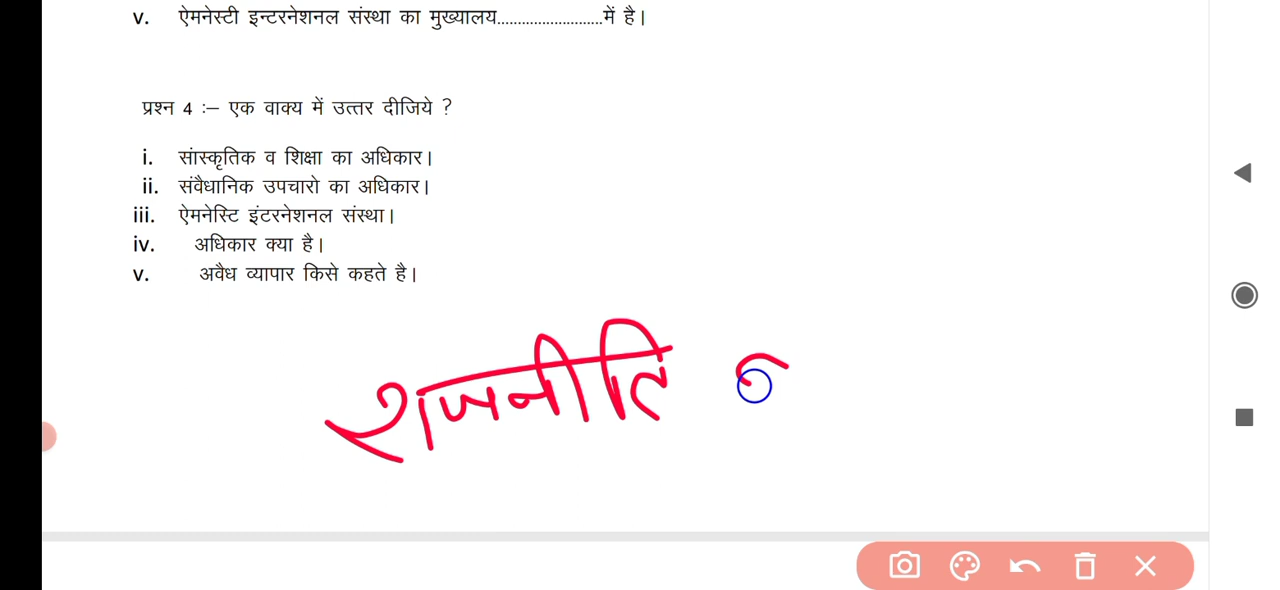 v. ऐमनेस्टी इन्टरनेशनल संस्था का मुख्यालय.........................में है।
प्रश्न 4 :– एक वाक्य में उत्तर दीजिये ?
i. सांस्कृतिक व शिक्षा का अधिकार।
ii. संवैधानिक उपचारो का अधिकार।
iii. ऐमनेस्टि इंटरनेशनल संस्था।
iv. अधिकार क्या है।
v. अवैध व्यापार किसे कहते है।
राजनीति